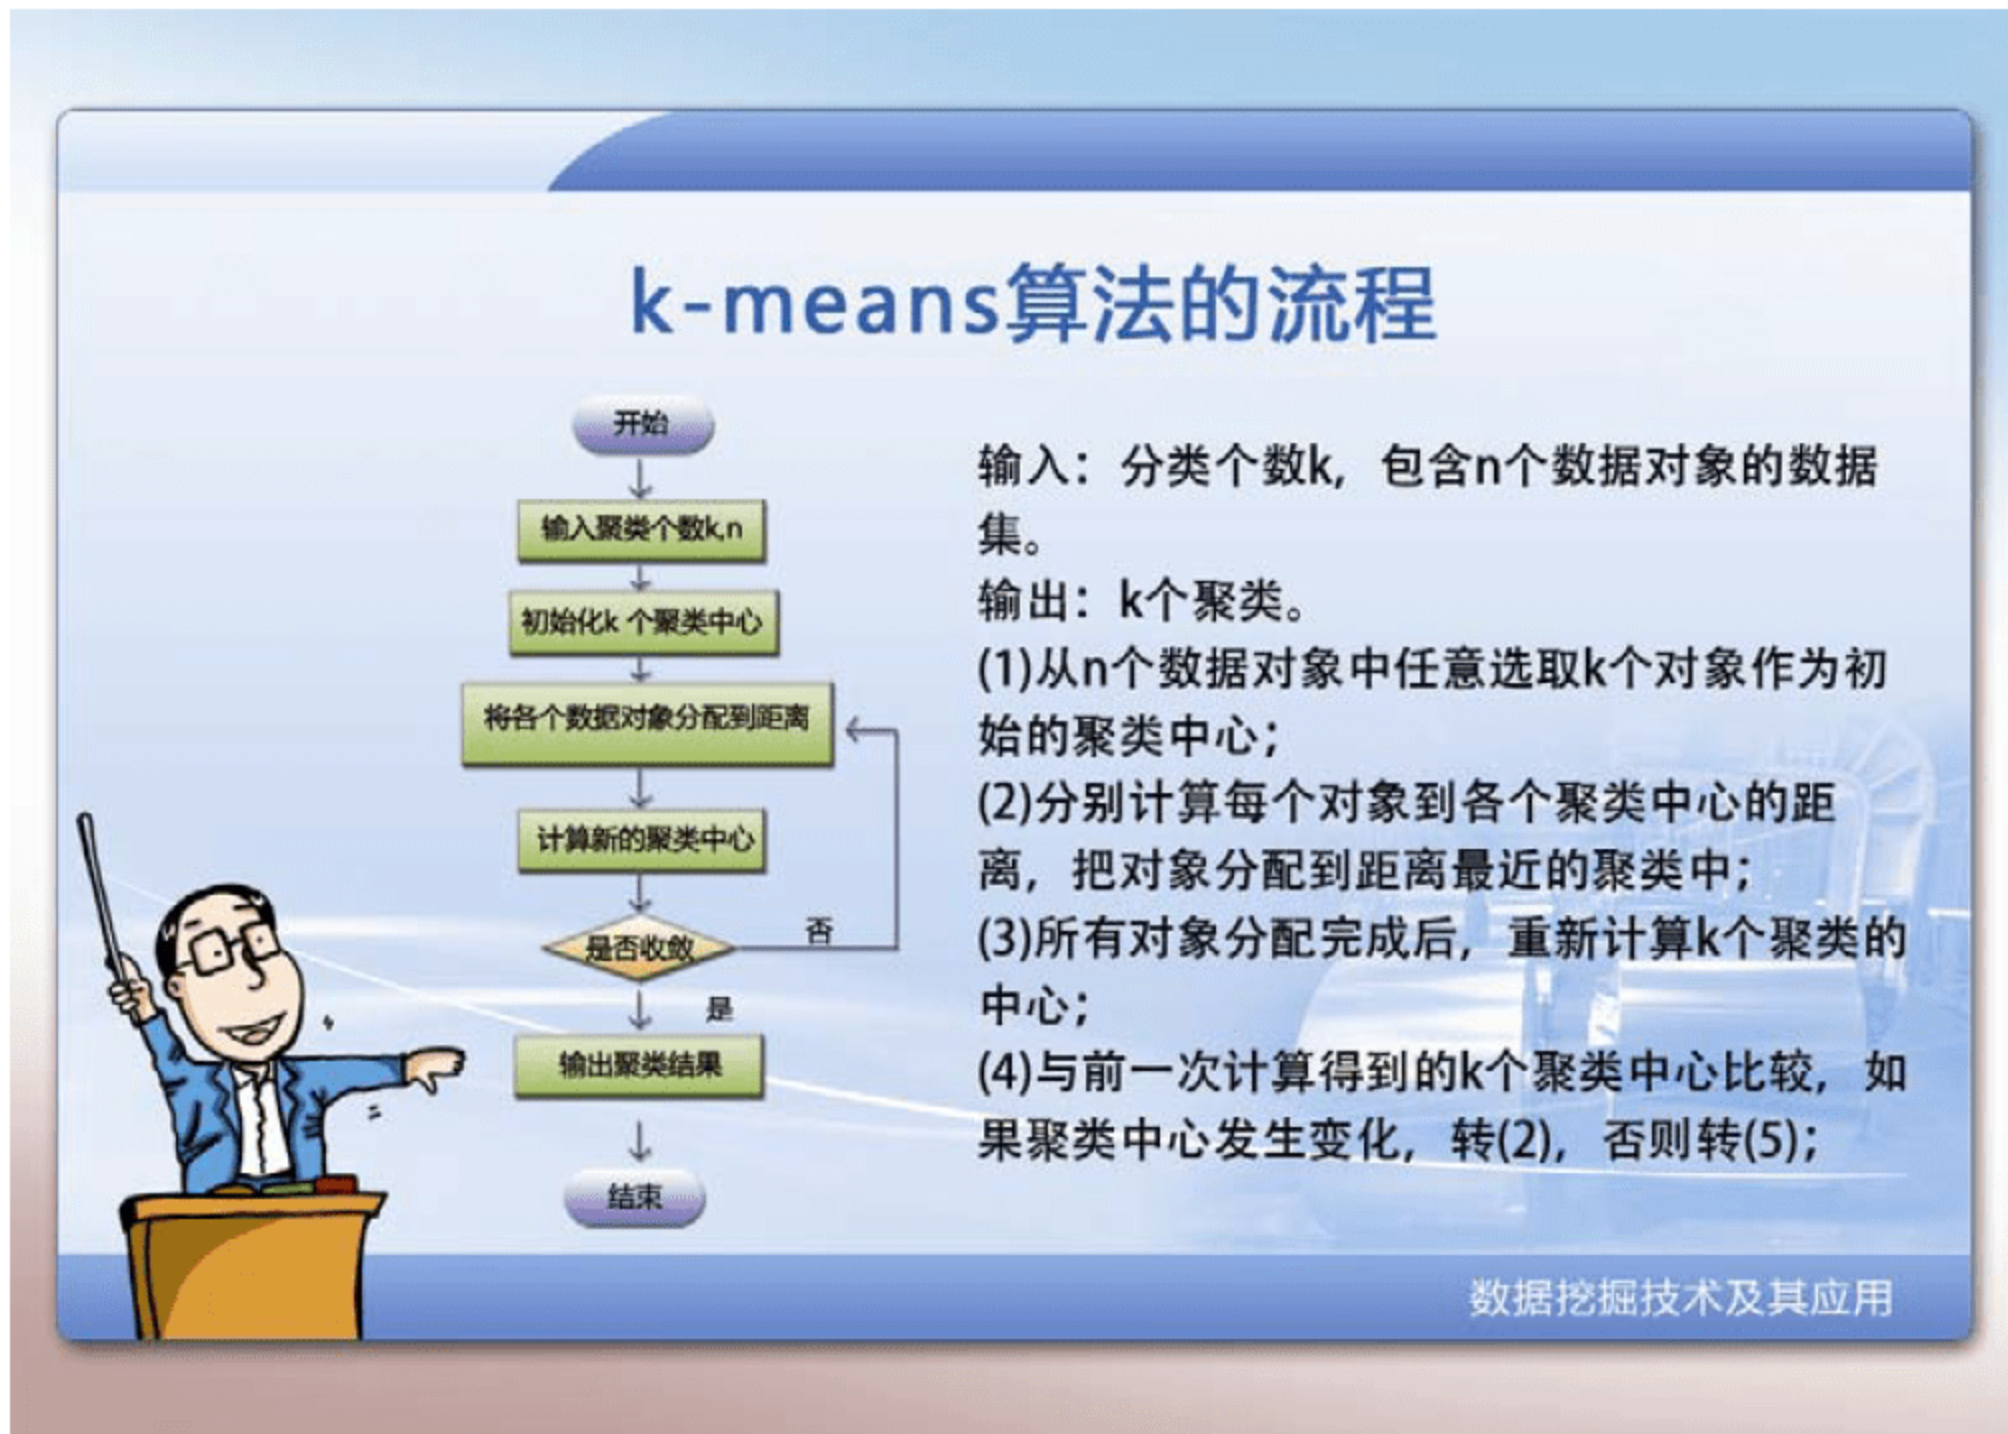 k-means算法的流程
开始
输入聚类个数k,n
初始化k 个聚类中心
将各个数据对象分配到距离
计算新的聚类中心
是否收敛
否
是
输出聚类结果
结束
输入：分类个数k，包含n个数据对象的数据
集。
输出：k个聚类。
(1)从n个数据对象中任意选取k个对象作为初
始的聚类中心；
(2)分别计算每个对象到各个聚类中心的距
离，把对象分配到距离最近的聚类中；
(3)所有对象分配完成后，重新计算k个聚类的
中心；
(4)与前一次计算得到的k个聚类中心比较，如
果聚类中心发生变化，转(2)，否则转(5)；
数据挖掘技术及其应用